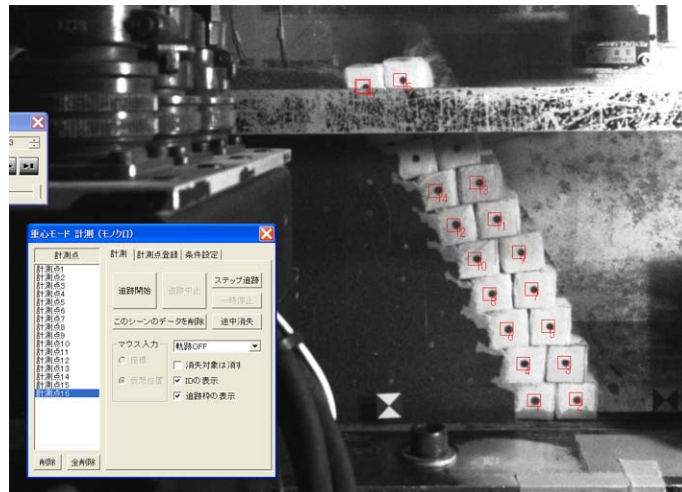 3
重心モード 計測 (モノクロ)
計測点
計測点1
計測点2
計測点3
計測点4
計測点5
計測点6
計測点7
計測点8
計測点9
計測点10
計測点11
計測点12
計測点13
計測点14
計測点15
計測点16
削除
全削除
計測
計測点登録
条件設定
追跡開始
追跡中止
ステップ追跡
一時停止
このシーンのデータを削除
途中消失
マウス入力
座標
仮想位置
軌跡OFF
消失対象は消す
IDの表示
追跡枠の表示
15
14
13
12
11
10
9
8
7
6
5
4
3
1
2